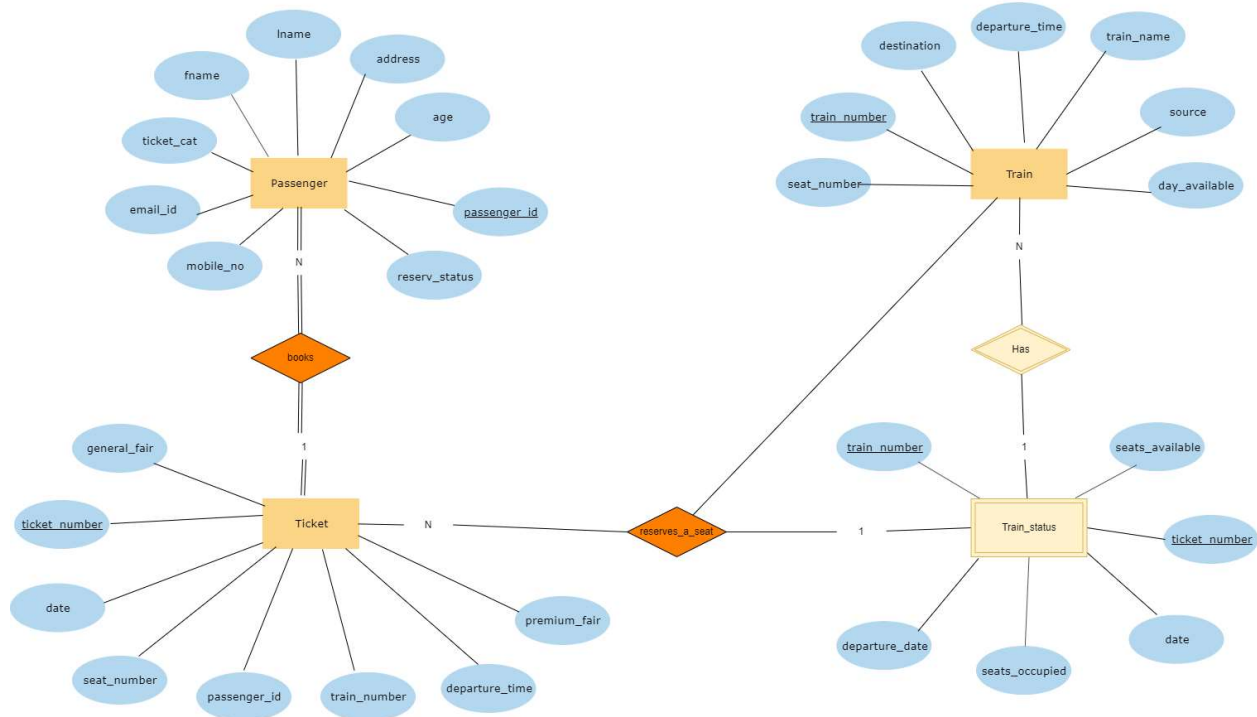 lname
fname
address
ticket_cat
age
Passenger
email_id
passenger_id
mobile_no
reserv_status
N
books
1
departure_time
destination
train_name
train_number
source
Train
seat_number
day_available
N
Has
1
general_fair
ticket_number
Ticket
N
date
premium_fair
seat_number
passenger_id
train_number
departure_time
reserves_a_seat
1
train_number
seats_available
Train_status
ticket_number
departure_date
date
seats_occupied